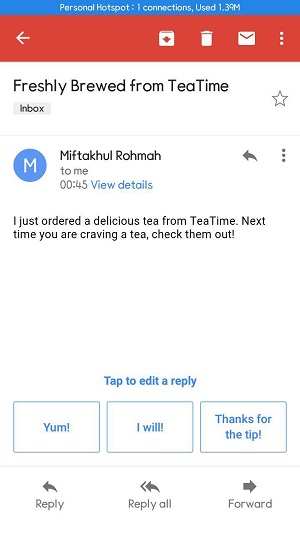 Personal Hotspot : 1 connections, Used 1.39M
Freshly Brewed from TeaTime
Inbox
M
Miftakhul Rohmah
to me
00:45 View details
I just ordered a delicious tea from TeaTime. Next
time you are craving a tea, check them out!
Tap to edit a reply
Yum!
I will!
Thanks for
the tip!
Reply
Reply all
Forward